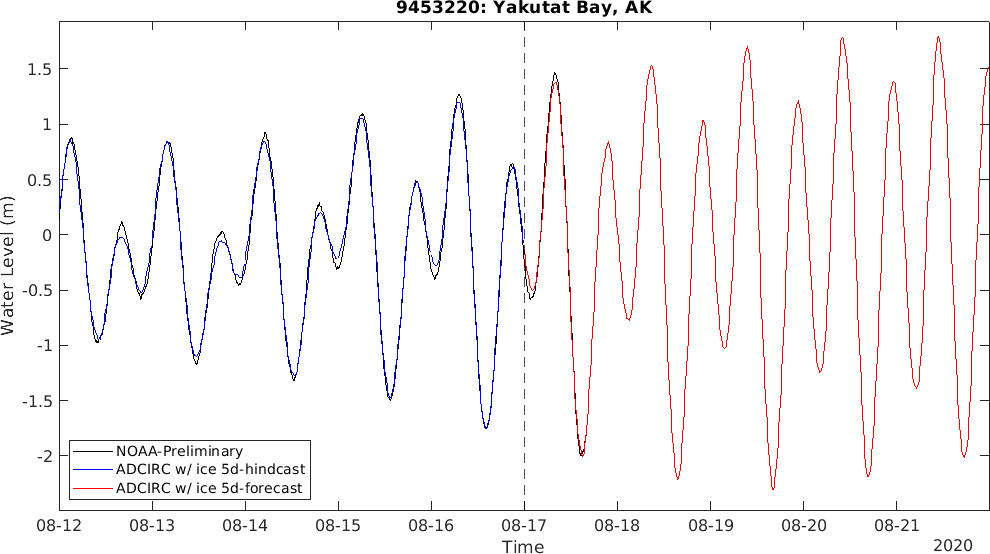 9453220: Yakutat Bay, AK
Water Level (m)
1.5
1
0.5
0
-0.5
-1
-1.5
-2
NOAA-Preliminary
ADCIRC w/ ice 5d-hindcast
ADCIRC w/ ice 5d-forecast
08-12 08-13 08-14 08-15 08-16 08-17 08-18 08-19 08-20 08-21
Time
2020